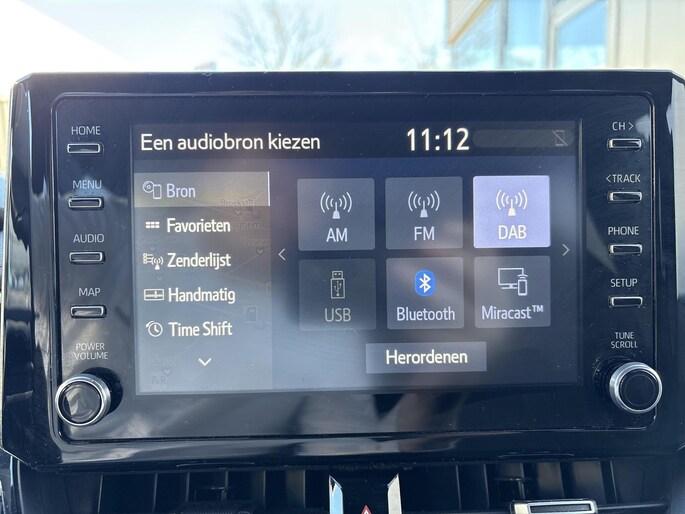 HOME
MENU
AUDIO
MAP
POWER
VOLUME
Een audiobron kiezen 11:12
Bron
Favorieten
Zenderlijst
Handmatig
Time Shift
AM
FM
DAB
USB
Bluetooth
Miracast™
Herordenen
CH >
< TRACK
PHONE
SETUP
TUNE
SCROLL